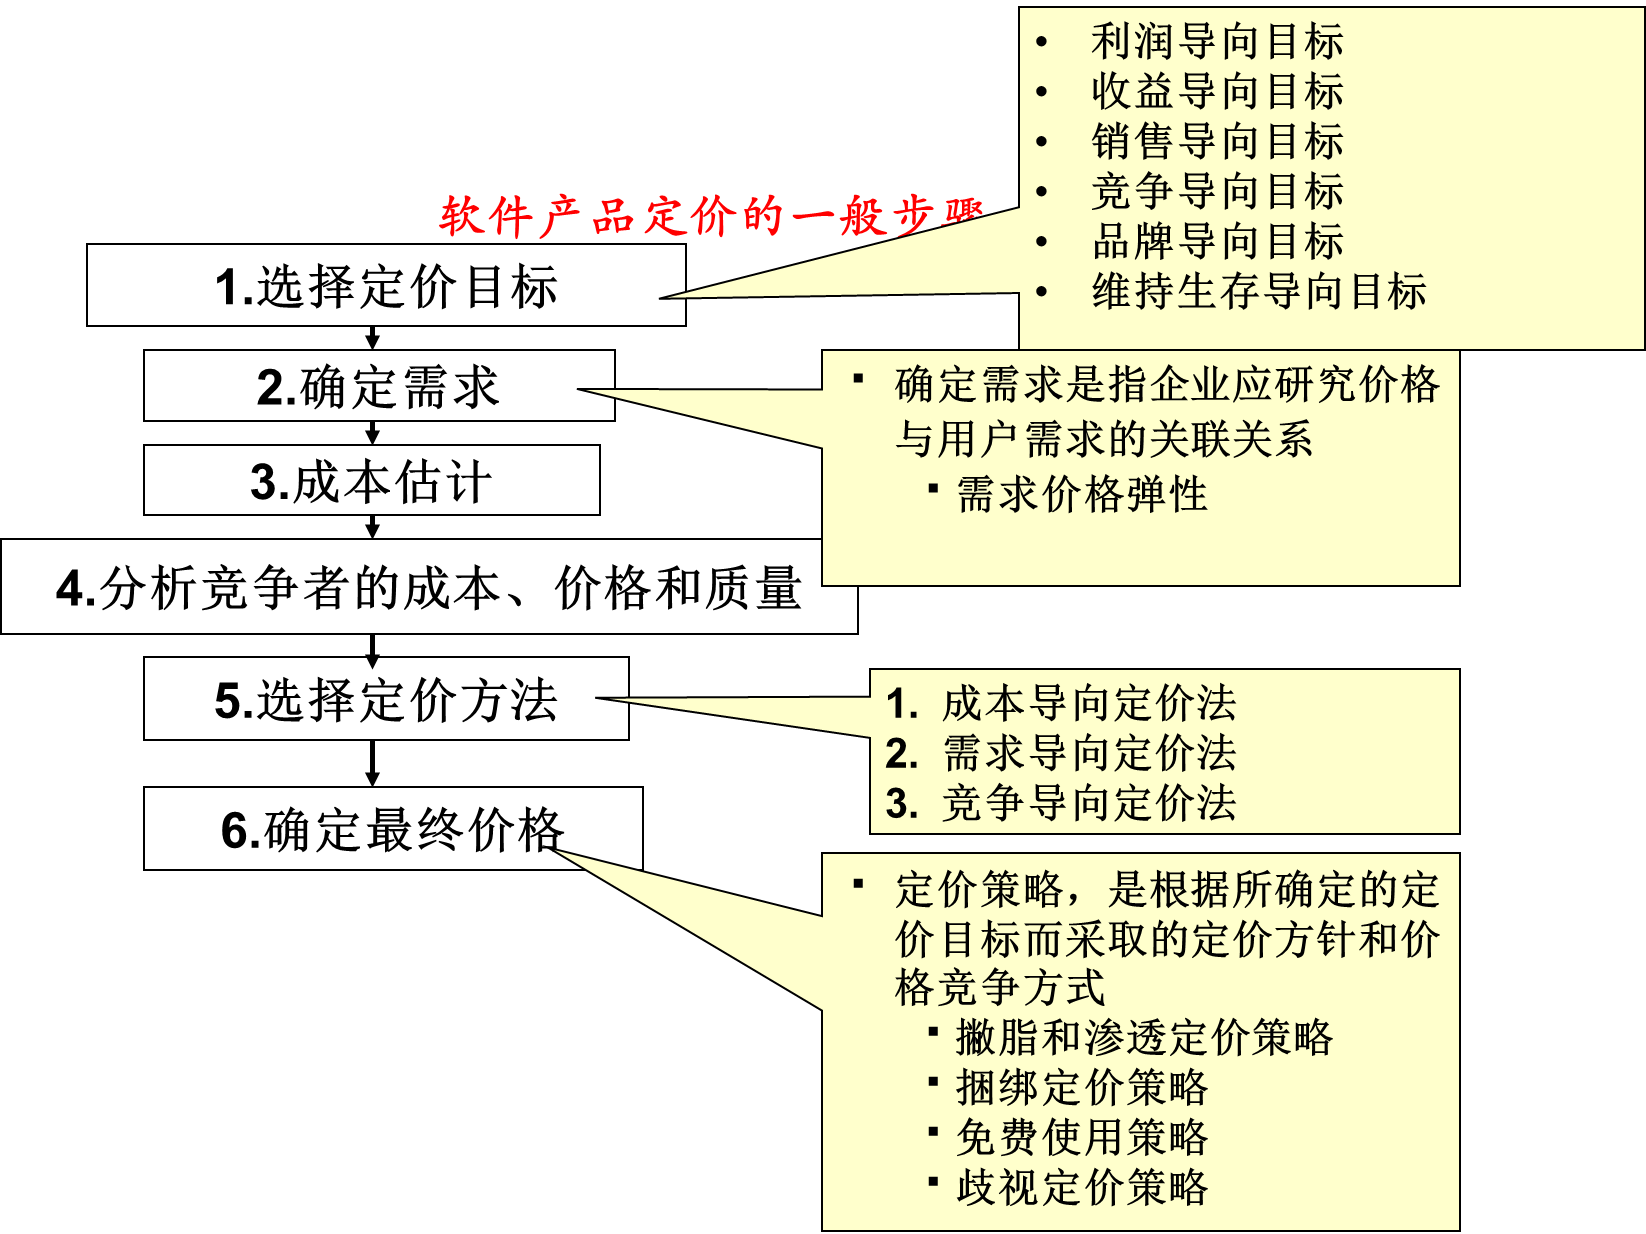 软件产品定价的一般步骤
1.选择定价目标
• 利润导向目标
• 收益导向目标
• 销售导向目标
• 竞争导向目标
• 品牌导向目标
• 维持生存导向目标
2.确定需求
▪ 确定需求是指企业应研究价格
与用户需求的关联关系
▪ 需求价格弹性
3.成本估计
4.分析竞争者的成本、价格和质量
5.选择定价方法
1. 成本导向定价法
2. 需求导向定价法
3. 竞争导向定价法
6.确定最终价格
▪ 定价策略，是根据所确定的定
价目标而采取的定价方针和价
格竞争方式
▪ 撇脂和渗透定价策略
▪ 捆绑定价策略
▪ 免费使用策略
▪ 歧视定价策略